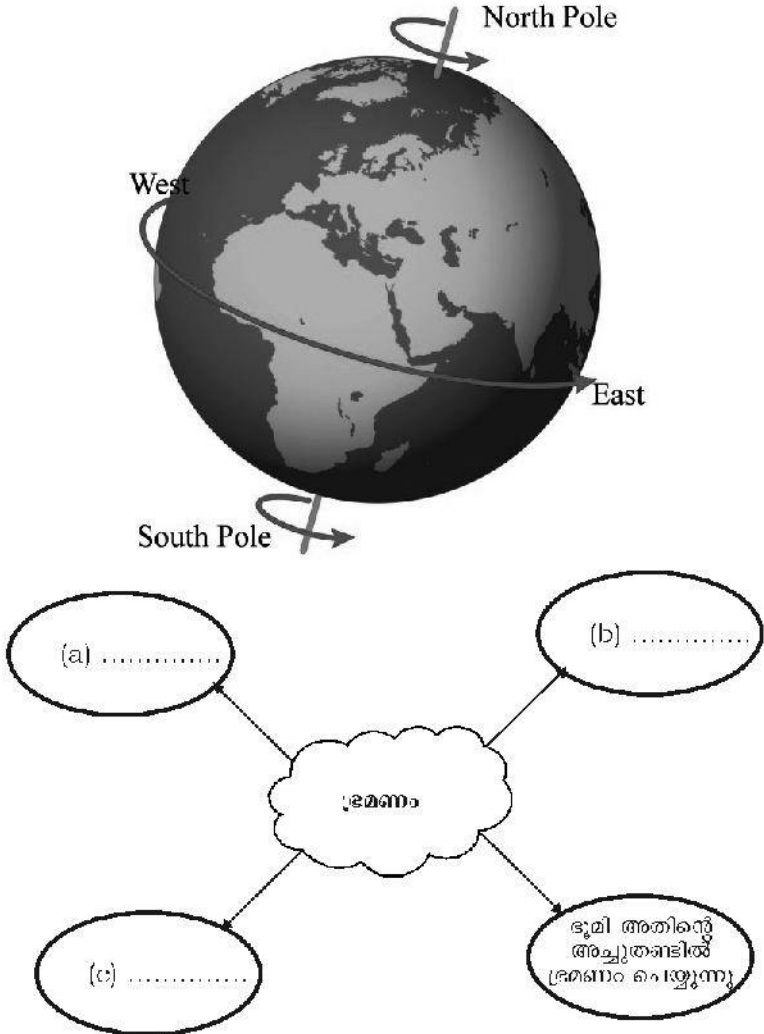 North Pole
West
East
South Pole
(a) ..............
(b) ..............
ഭ്രമണം
(c) ..............
ഭൂമി അതിന്റെ
അച്ചുതണ്ടിൽ
ഭ്രമണം ചെയ്യുന്നു